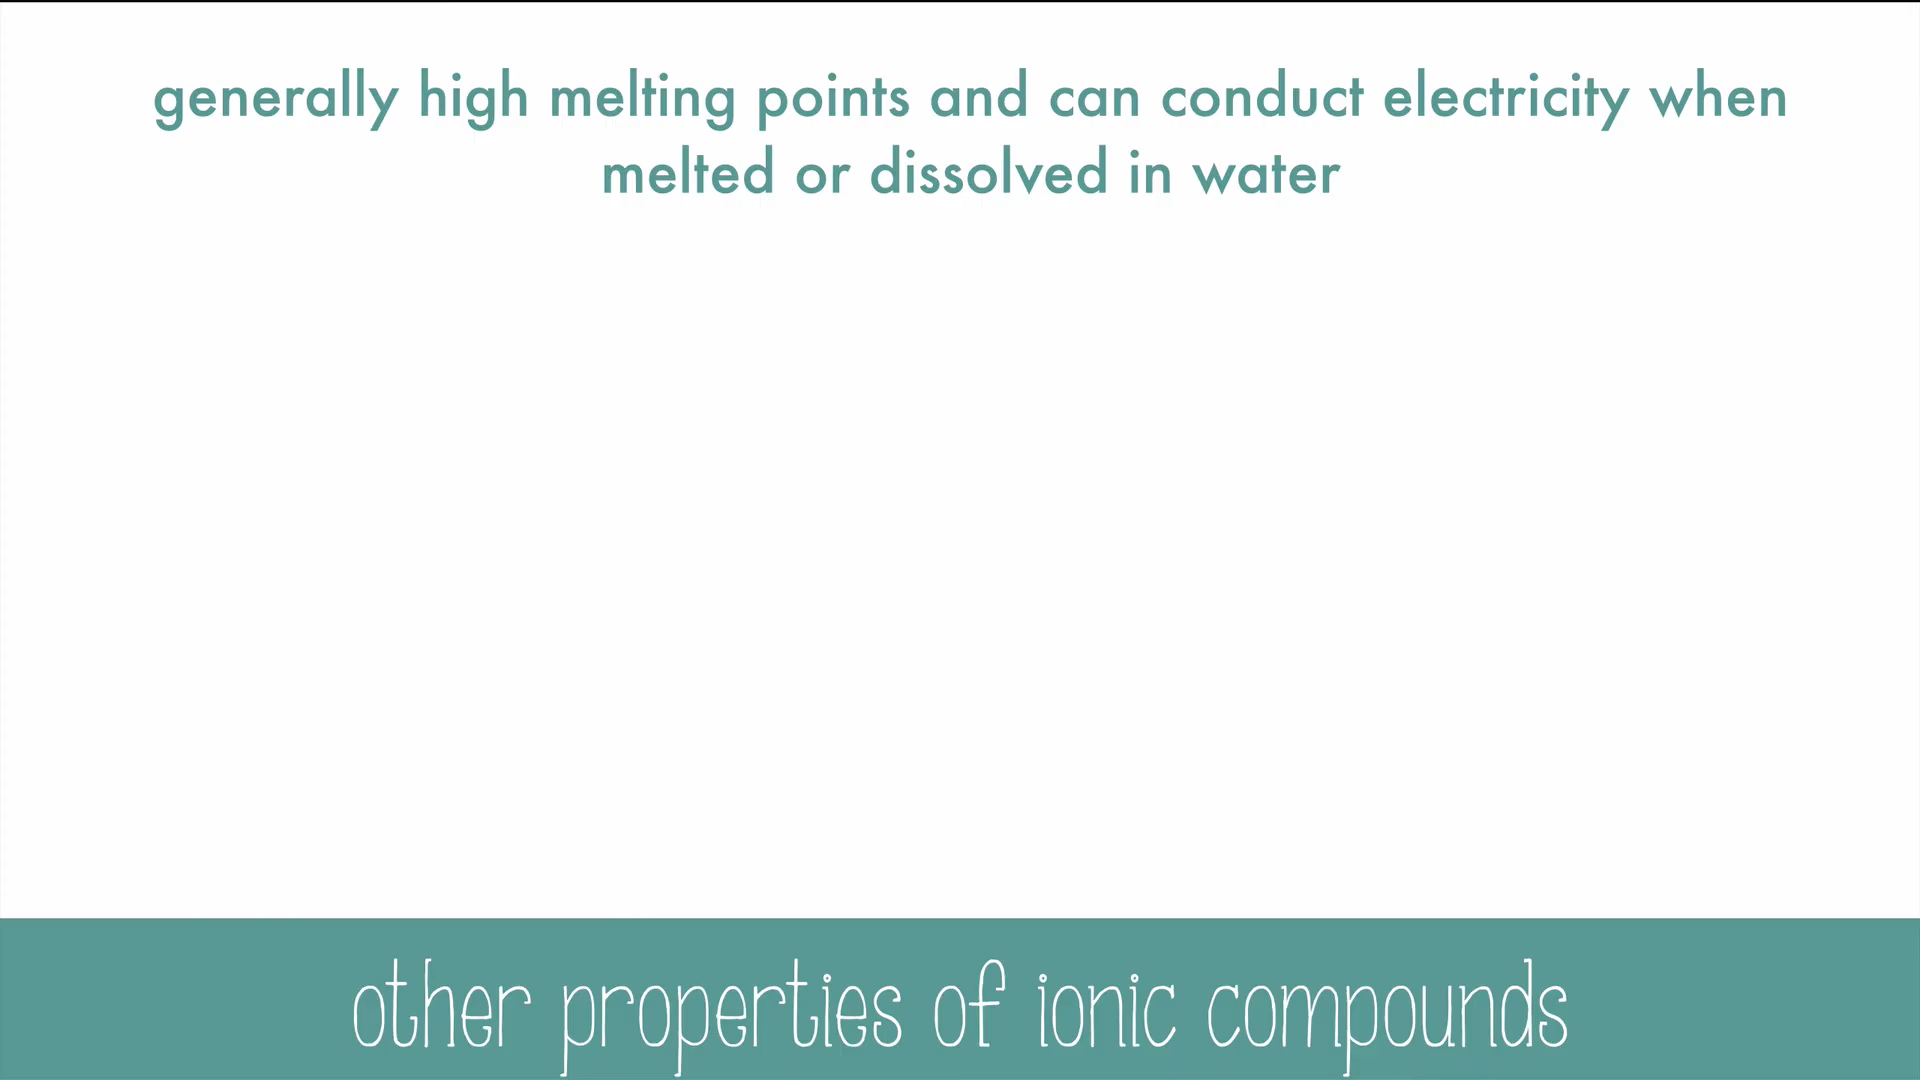 generally high melting points and can conduct electricity when
melted or dissolved in water
other properties of ionic compounds